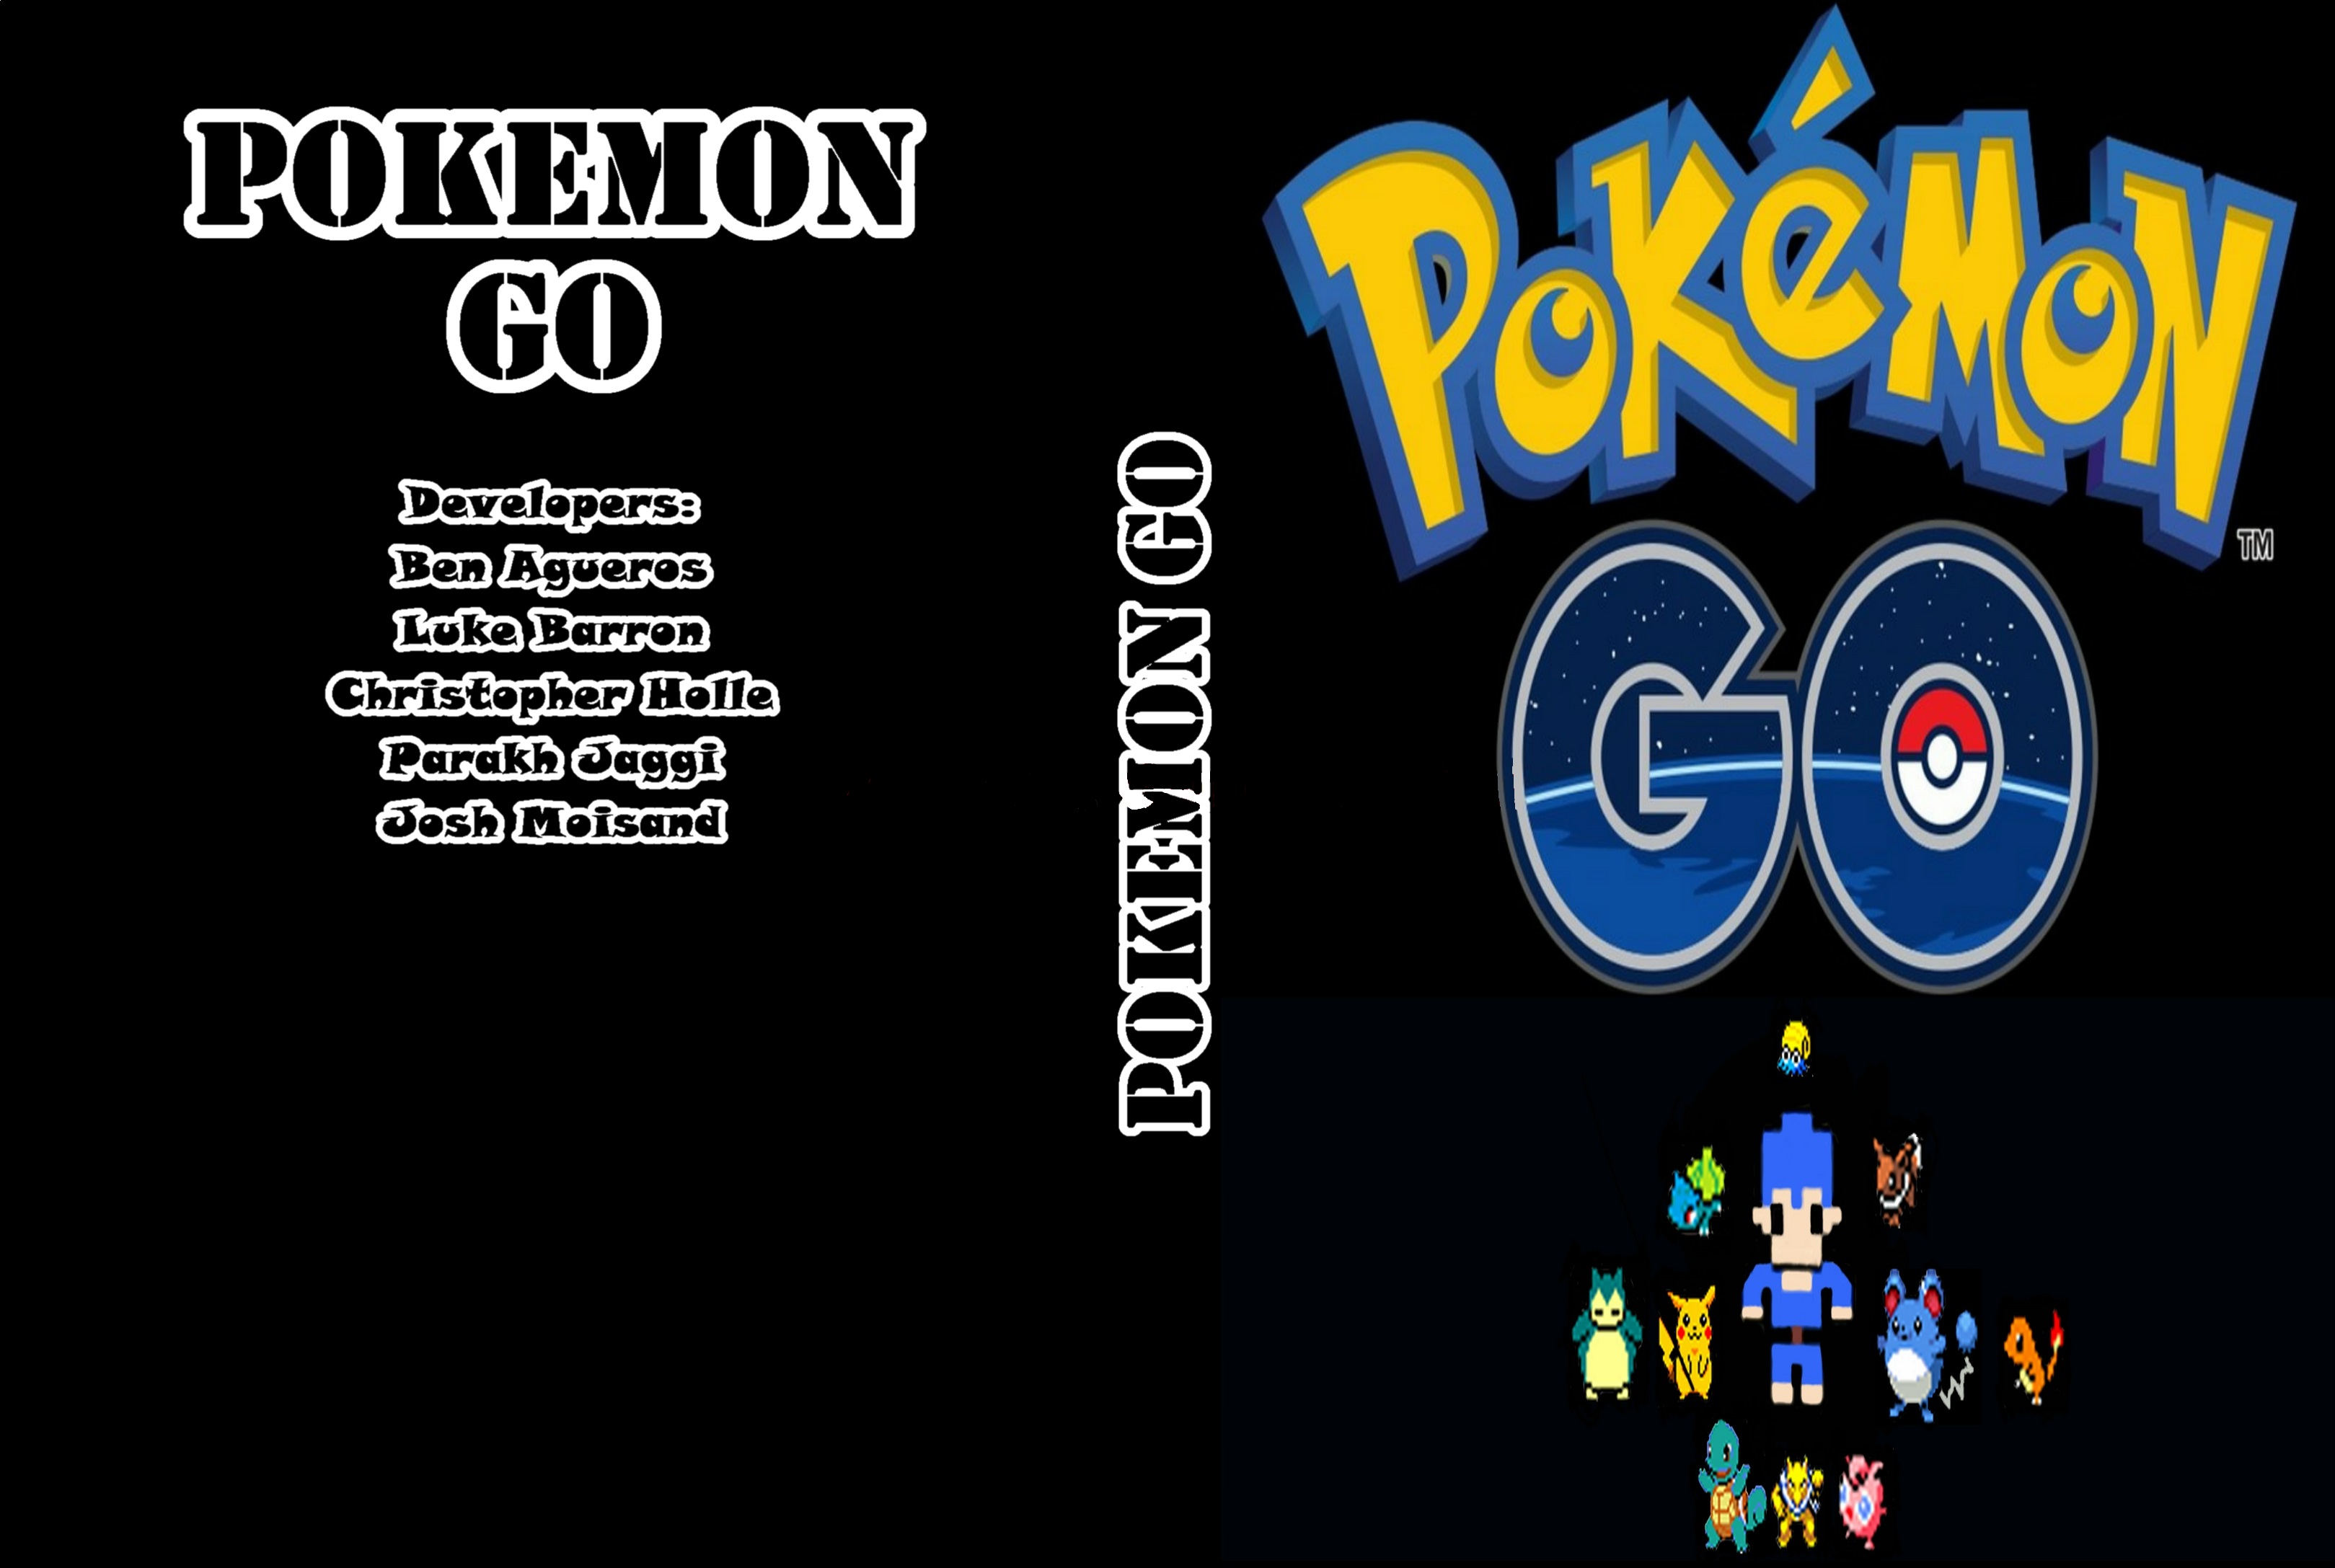 POKEMON
GO
Developers:
Ben Agueros
Luke Barron
Christopher Holle
Parakh Jaggi
Josh Moisand
POKEMON GO
POKéMON
TM
GO